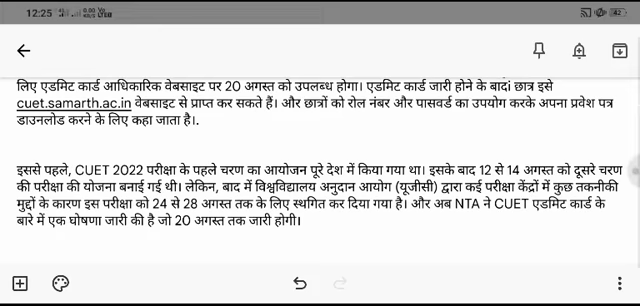 12:25
लिए एडमिट कार्ड आधिकारिक वेबसाइट पर 20 अगस्त को उपलब्ध होगा। एडमिट कार्ड जारी होने के बादi छात्र इसे
cuet.samarth.ac.in वेबसाइट से प्राप्त कर सकते हैं। और छात्रों को रोल नंबर और पासवर्ड का उपयोग करके अपना प्रवेश पत्र
डाउनलोड करने के लिए कहा जाता है।.
इससे पहले, CUET 2022 परीक्षा के पहले चरण का आयोजन पूरे देश में किया गया था। इसके बाद 12 से 14 अगस्त को दूसरे चरण
की परीक्षा की योजना बनाई गई थी। लेकिन, बाद में विश्वविद्यालय अनुदान आयोग (यूजीसी) द्वारा कई परीक्षा केंद्रों में कुछ तकनीकी
मुद्दों के कारण इस परीक्षा को 24 से 28 अगस्त तक के लिए स्थगित कर दिया गया है। और अब NTA ने CUET एडमिट कार्ड के
बारे में एक घोषणा जारी की है जो 20 अगस्त तक जारी होगी।